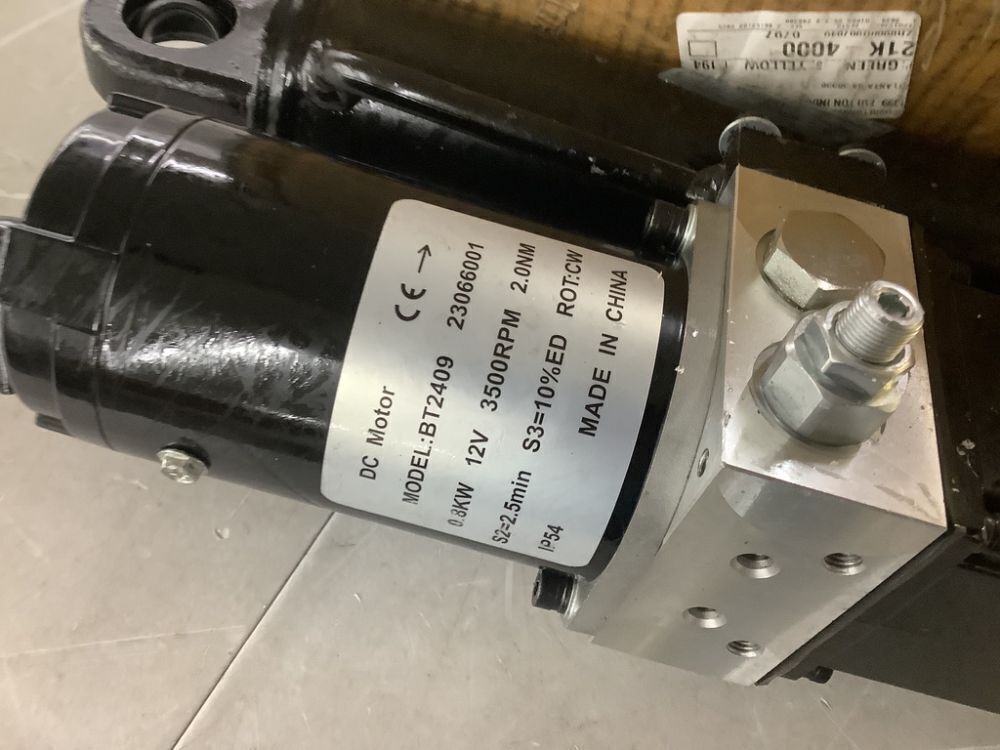 DC Motor CE →
MODEL:BT2409 23066001
0.8KW 12V 3500RPM 2.0NM
S2=2.5min S3=10%ED ROT:CW
IP54 MADE IN CHINA
21K 4000
GREEN YELLOW